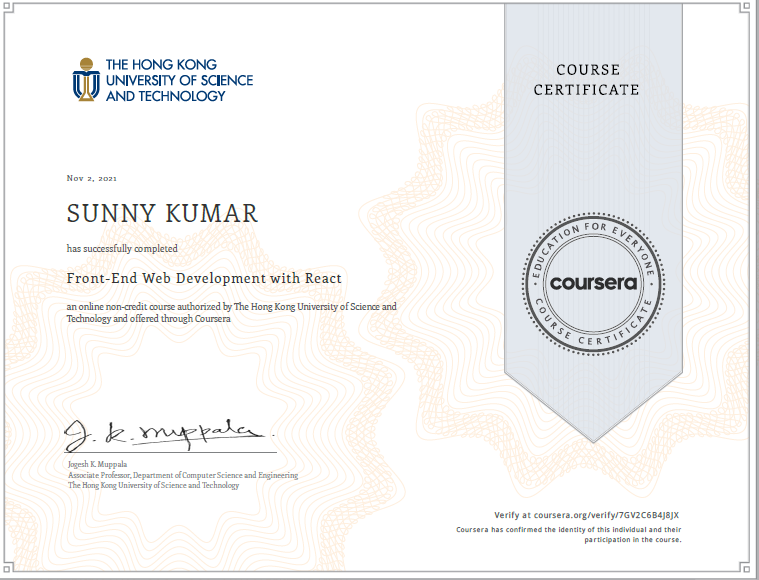 THE HONG KONG
UNIVERSITY OF SCIENCE
AND TECHNOLOGY
COURSE
CERTIFICATE
Nov 2, 2021
SUNNY KUMAR
has successfully completed
Front-End Web Development with React
an online non-credit course authorized by The Hong Kong University of Science and
Technology and offered through Coursera
EDUCATION FOR EVERYONE
coursera
COURSE CERTIFICATE
J. K. Muppala
Jogesh K. Muppala
Associate Professor, Department of Computer Science and Engineering
The Hong Kong University of Science and Technology
Verify at coursera.org/verify/7GV2C6B4J8JX
Coursera has confirmed the identity of this individual and their
participation in the course.